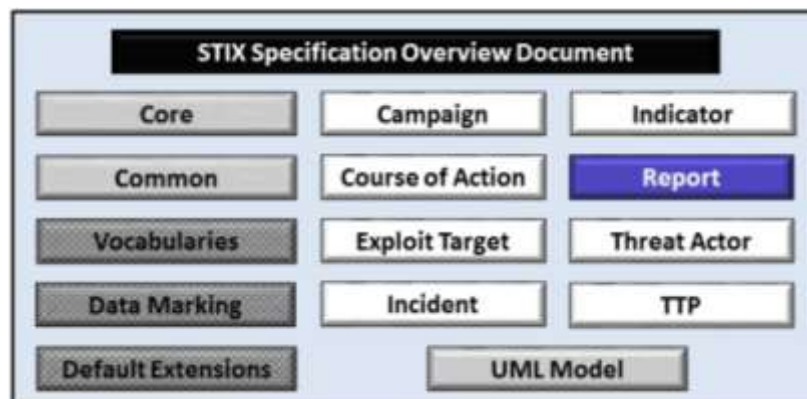 STIX Specification Overview Document
Core Campaign Indicator
Common Course of Action Report
Vocabularies Exploit Target Threat Actor
Data Marking Incident TTP
Default Extensions UML Model